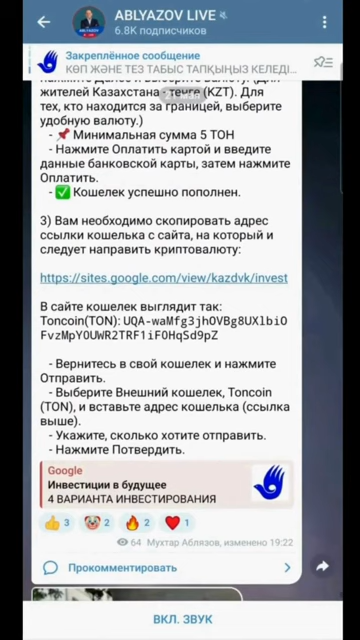 ABLYAZOV LIVE
6.8K подписчиков
Закреплённое сообщение
КӨП ЖӘНЕ ТЕЗ ТАБЫС ТАПҚЫҢЫЗ КЕЛЕДІ...
жителей Казахстана - тенге (KZT). Для
тех, кто находится за границей, выберите
удобную валюту.)
- 📌 Минимальная сумма 5 ТОН
- Нажмите Оплатить картой и введите
данные банковской карты, затем нажмите
Оплатить.
- ✅ Кошелек успешно пополнен.
3) Вам необходимо скопировать адрес
ссылки кошелька с сайта, на который и
следует направить криптовалюту:
https://sites.google.com/view/kazdvk/invest
В сайте кошелек выглядит так:
Toncoin(TON): UQA-waMfg3jhOVBg8UXlbiO
FvzMpY0UWR2TRF1iF0HqSd9pZ
- Вернитесь в свой кошелек и нажмите
Отправить.
- Выберите Внешний кошелек, Toncoin
(TON), и вставьте адрес кошелька (ссылка
выше).
- Укажите, сколько хотите отправить.
- Нажмите Потвердить.
Google
Инвестиции в будущее
4 ВАРИАНТА ИНВЕСТИРОВАНИЯ
👍 3 🤡 2 🔥 2 ❤️ 1
64 Мухтар Аблязов, изменено 19:22
Прокомментировать
ВКЛ. ЗВУК